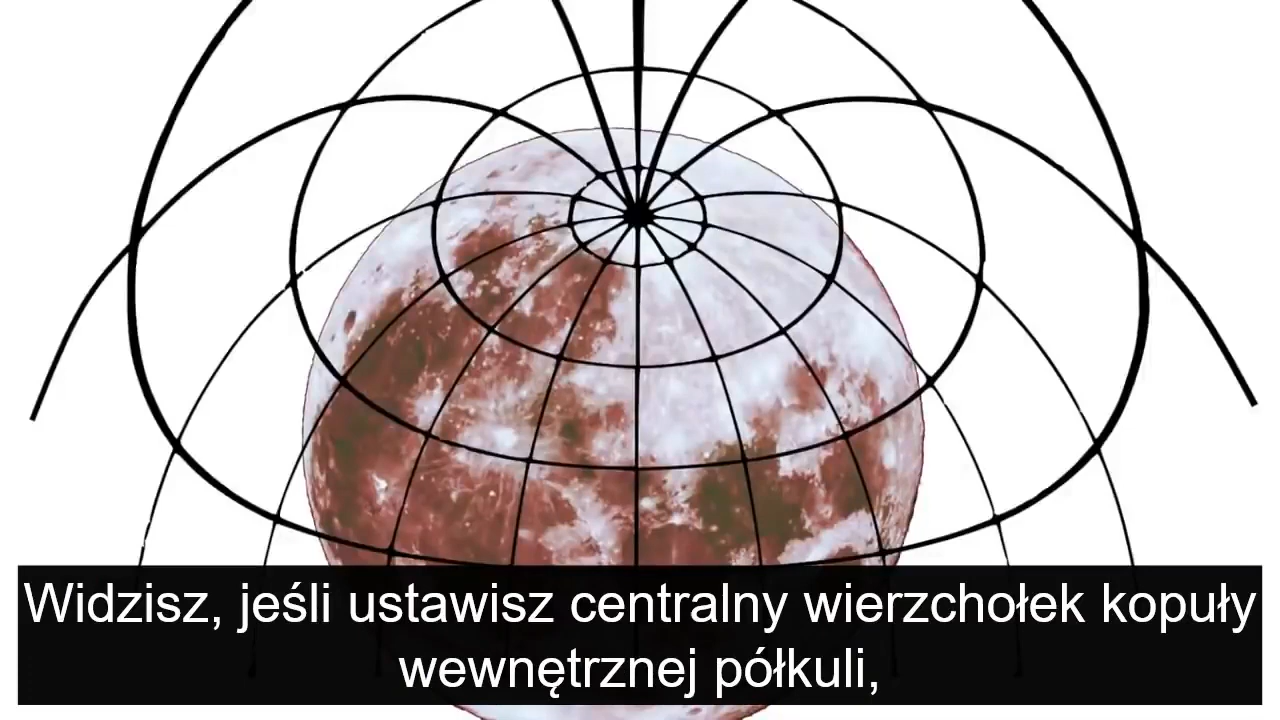 Widzisz, jeśli ustawisz centralny wierzchołek kopuły
wewnętrznej półkuli,